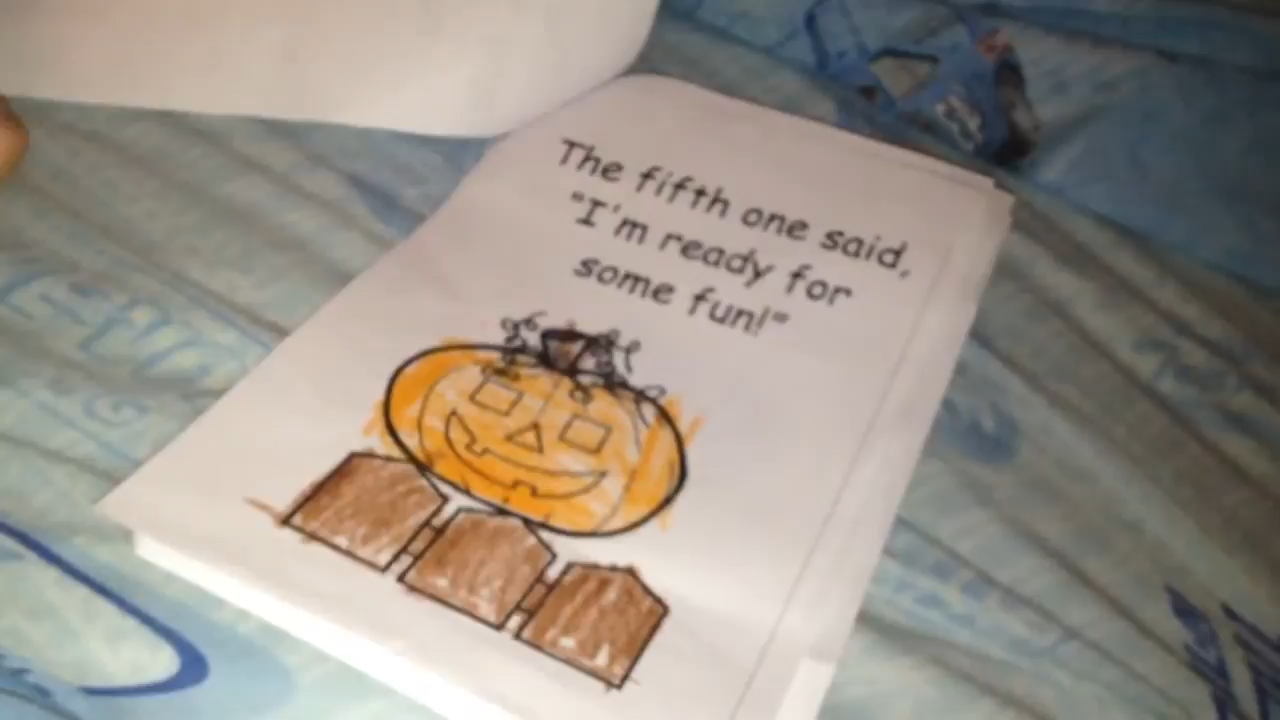 The fifth one said,
"I'm ready for
some fun!"